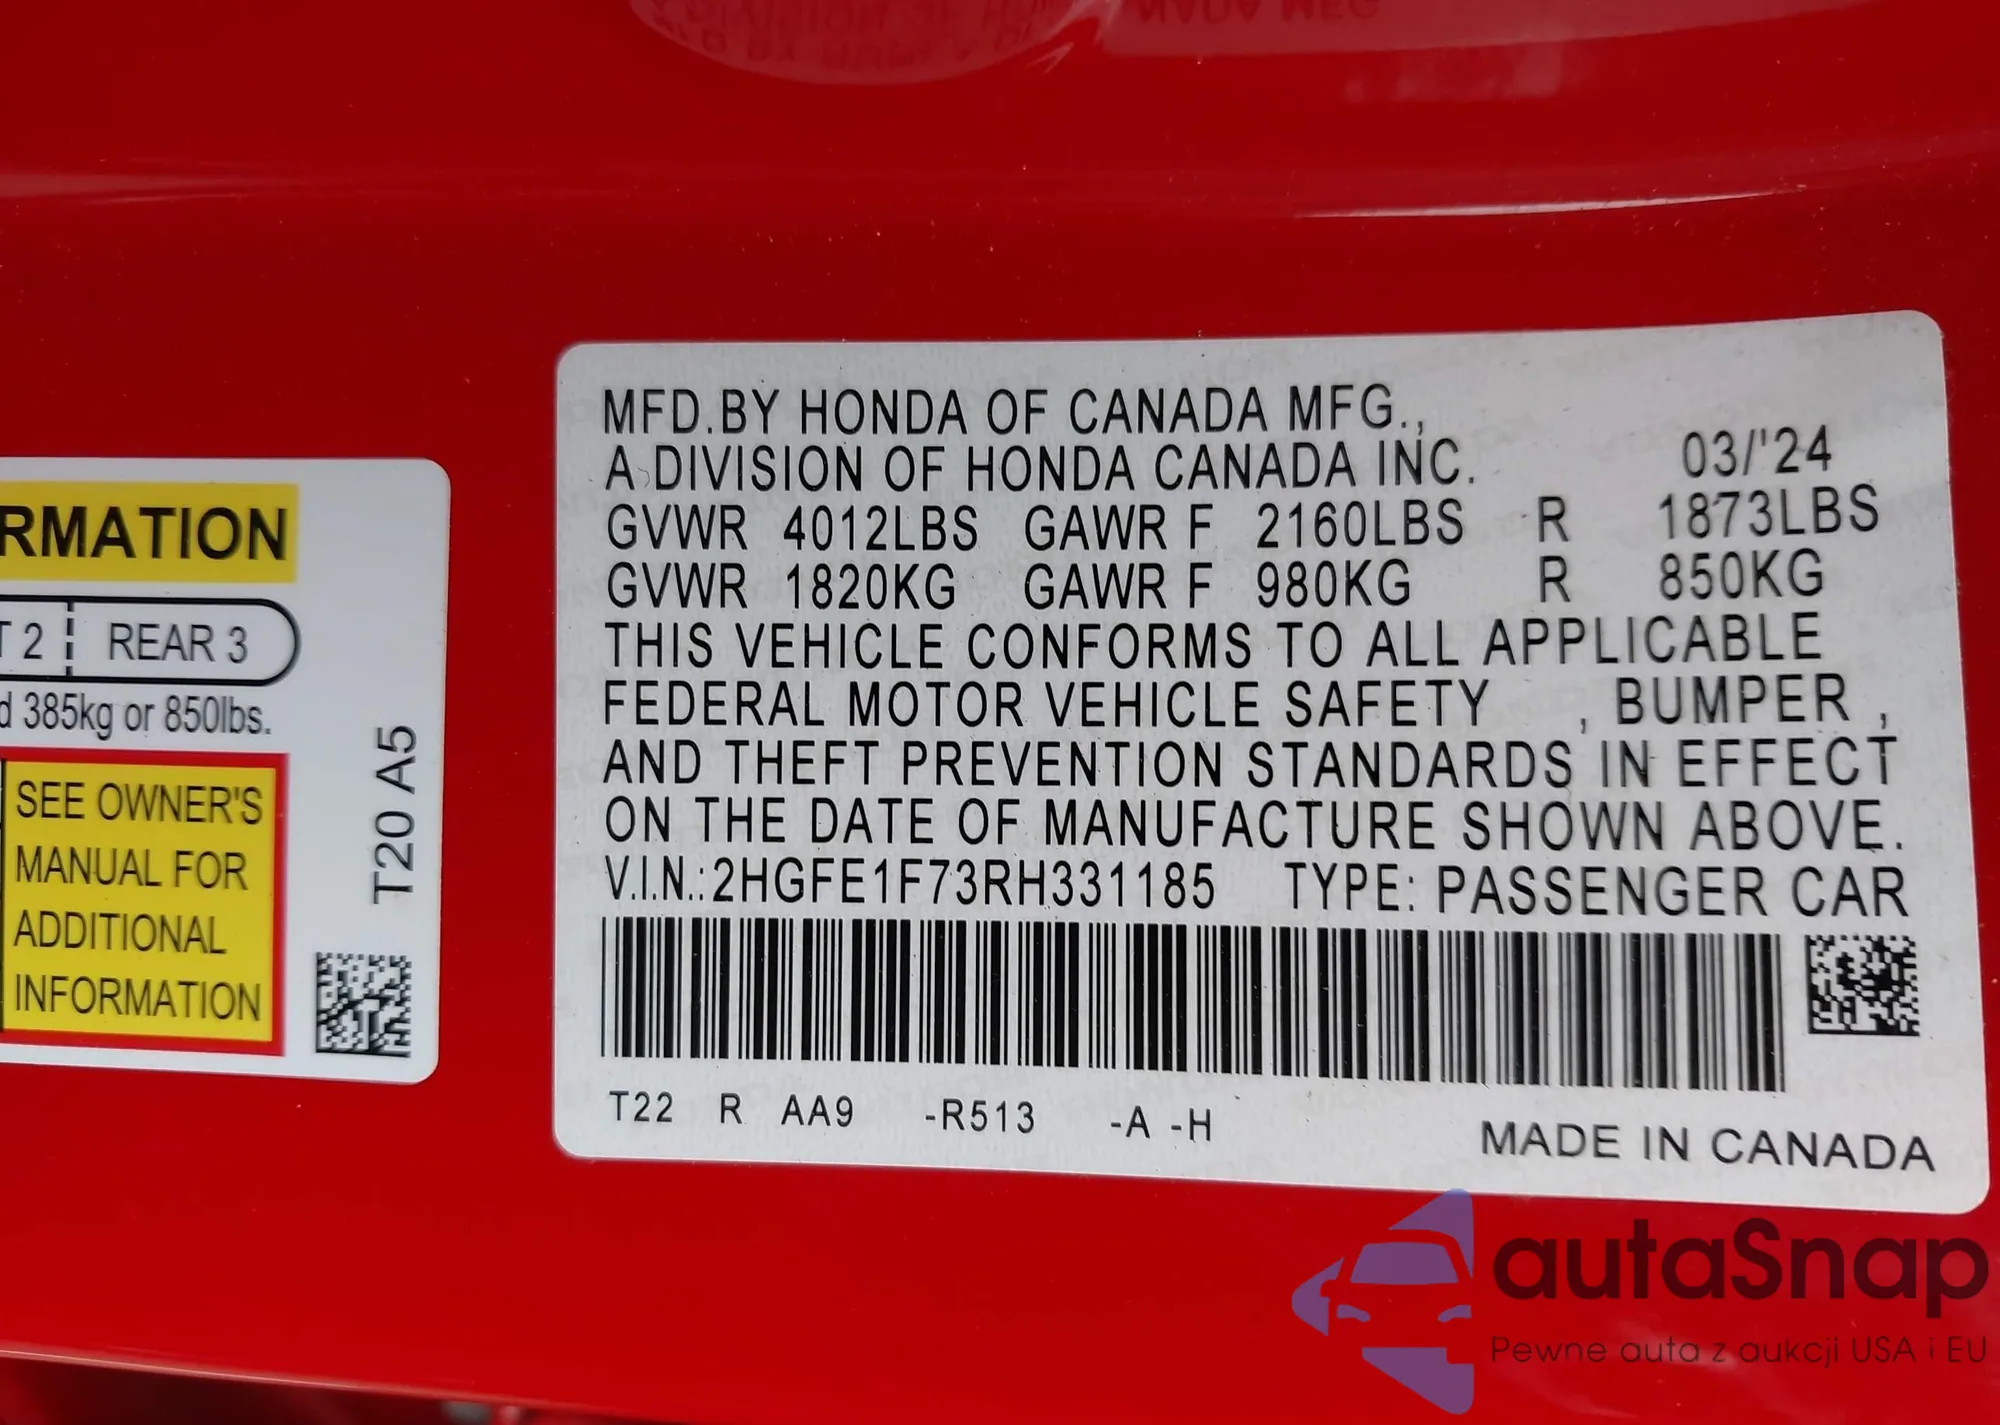 MFD.BY HONDA OF CANADA MFG.,
A DIVISION OF HONDA CANADA INC. 03/'24
GVWR 4012LBS GAWR F 2160LBS R 1873LBS
GVWR 1820KG GAWR F 980KG R 850KG
THIS VEHICLE CONFORMS TO ALL APPLICABLE
FEDERAL MOTOR VEHICLE SAFETY , BUMPER ,
AND THEFT PREVENTION STANDARDS IN EFFECT
ON THE DATE OF MANUFACTURE SHOWN ABOVE.
V.I.N.:2HGFE1F73RH331185 TYPE: PASSENGER CAR
T22 R AA9 -R513 -A -H
MADE IN CANADA
RMATION
T 2 REAR 3
d 385kg or 850lbs.
SEE OWNER'S
MANUAL FOR
ADDITIONAL
INFORMATION
T20 A5
autaSnap
Pewne auta z aukcji USA i EU